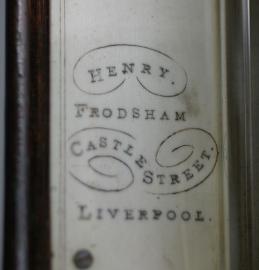 HENRY.
FRODSHAM
CASTLE
STREET.
LIVERPOOL.